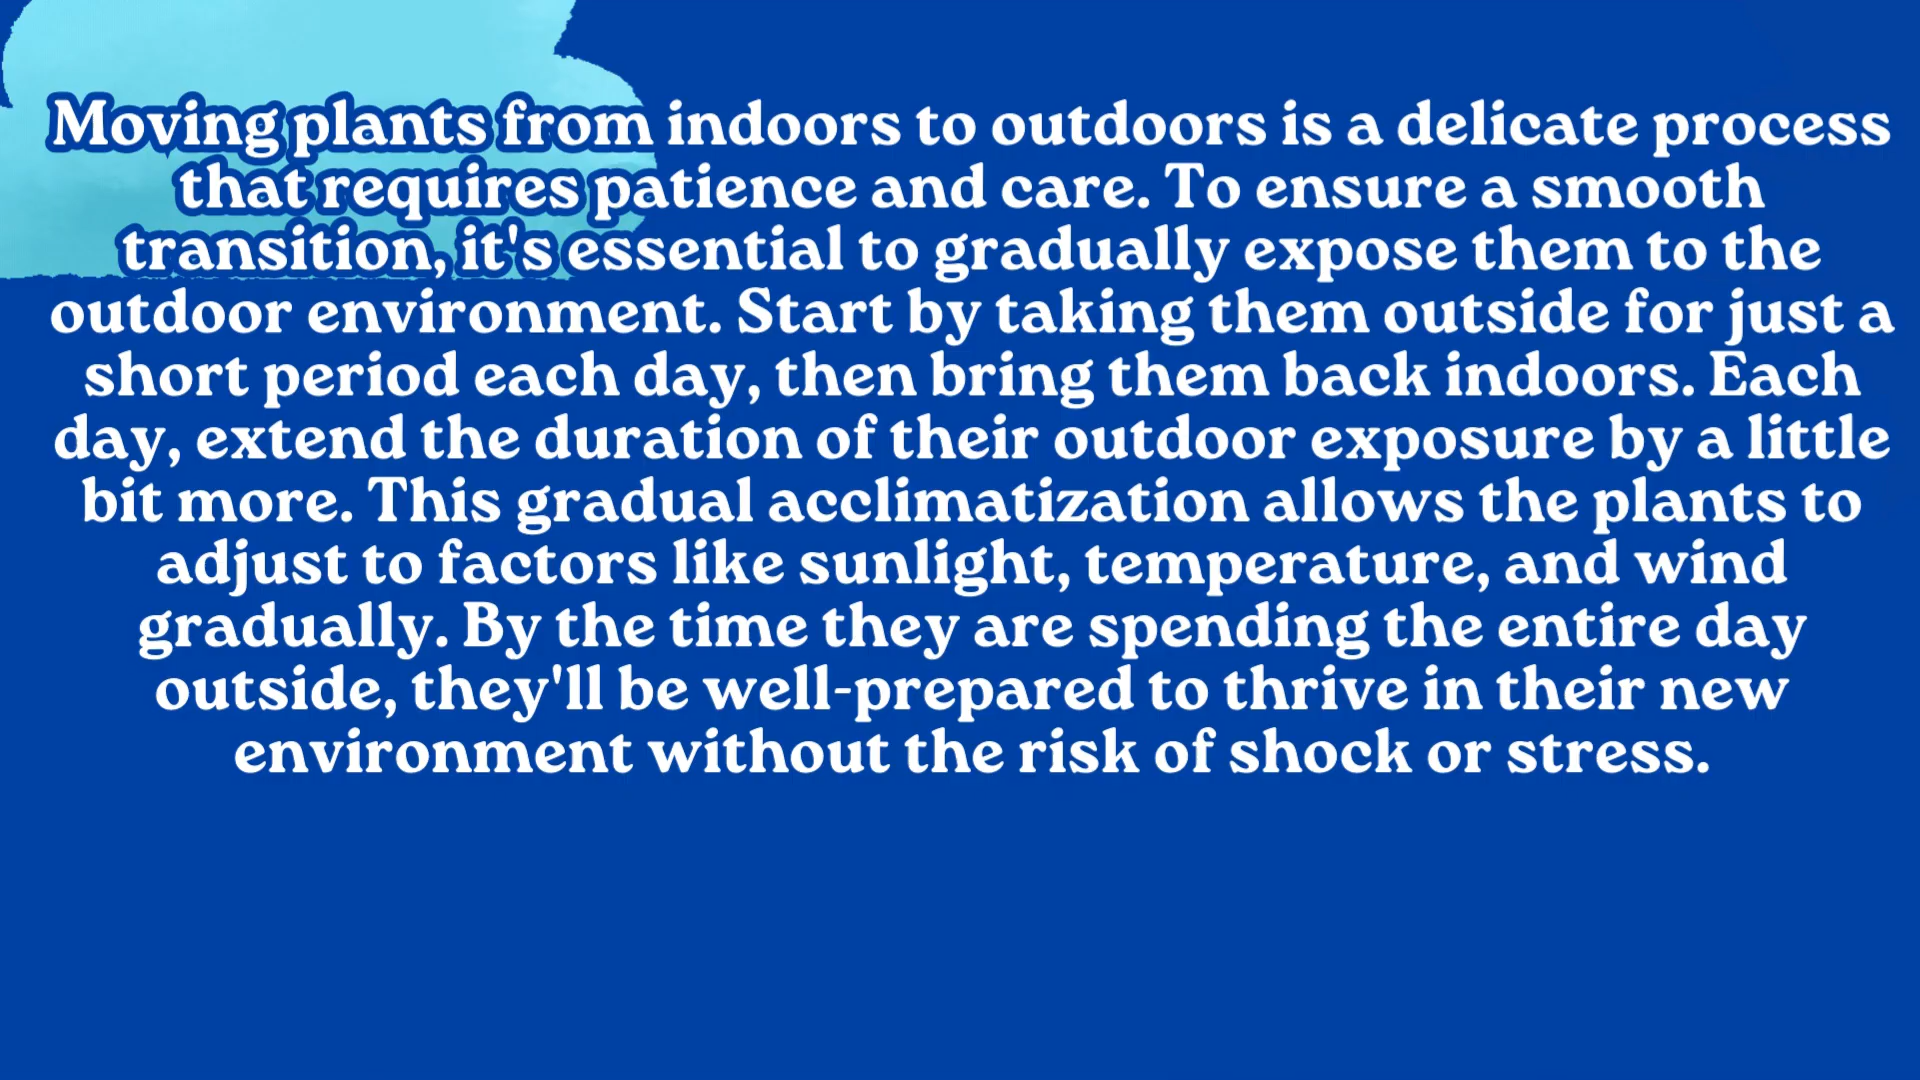 Moving plants from indoors to outdoors is a delicate process
that requires patience and care. To ensure a smooth
transition, it's essential to gradually expose them to the
outdoor environment. Start by taking them outside for just a
short period each day, then bring them back indoors. Each
day, extend the duration of their outdoor exposure by a little
bit more. This gradual acclimatization allows the plants to
adjust to factors like sunlight, temperature, and wind
gradually. By the time they are spending the entire day
outside, they'll be well-prepared to thrive in their new
environment without the risk of shock or stress.